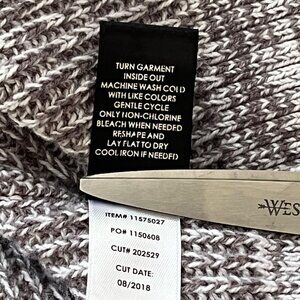 TURN GARMENT
INSIDE OUT
MACHINE WASH COLD
WITH LIKE COLORS
GENTLE CYCLE
ONLY NON-CHLORINE
BLEACH WHEN NEEDED
RESHAPE AND
LAY FLAT TO DRY
COOL IRON IF NEEDED
WES
ITEM# 11575027
PO# 1150608
CUT# 202529
CUT DATE:
08/2018